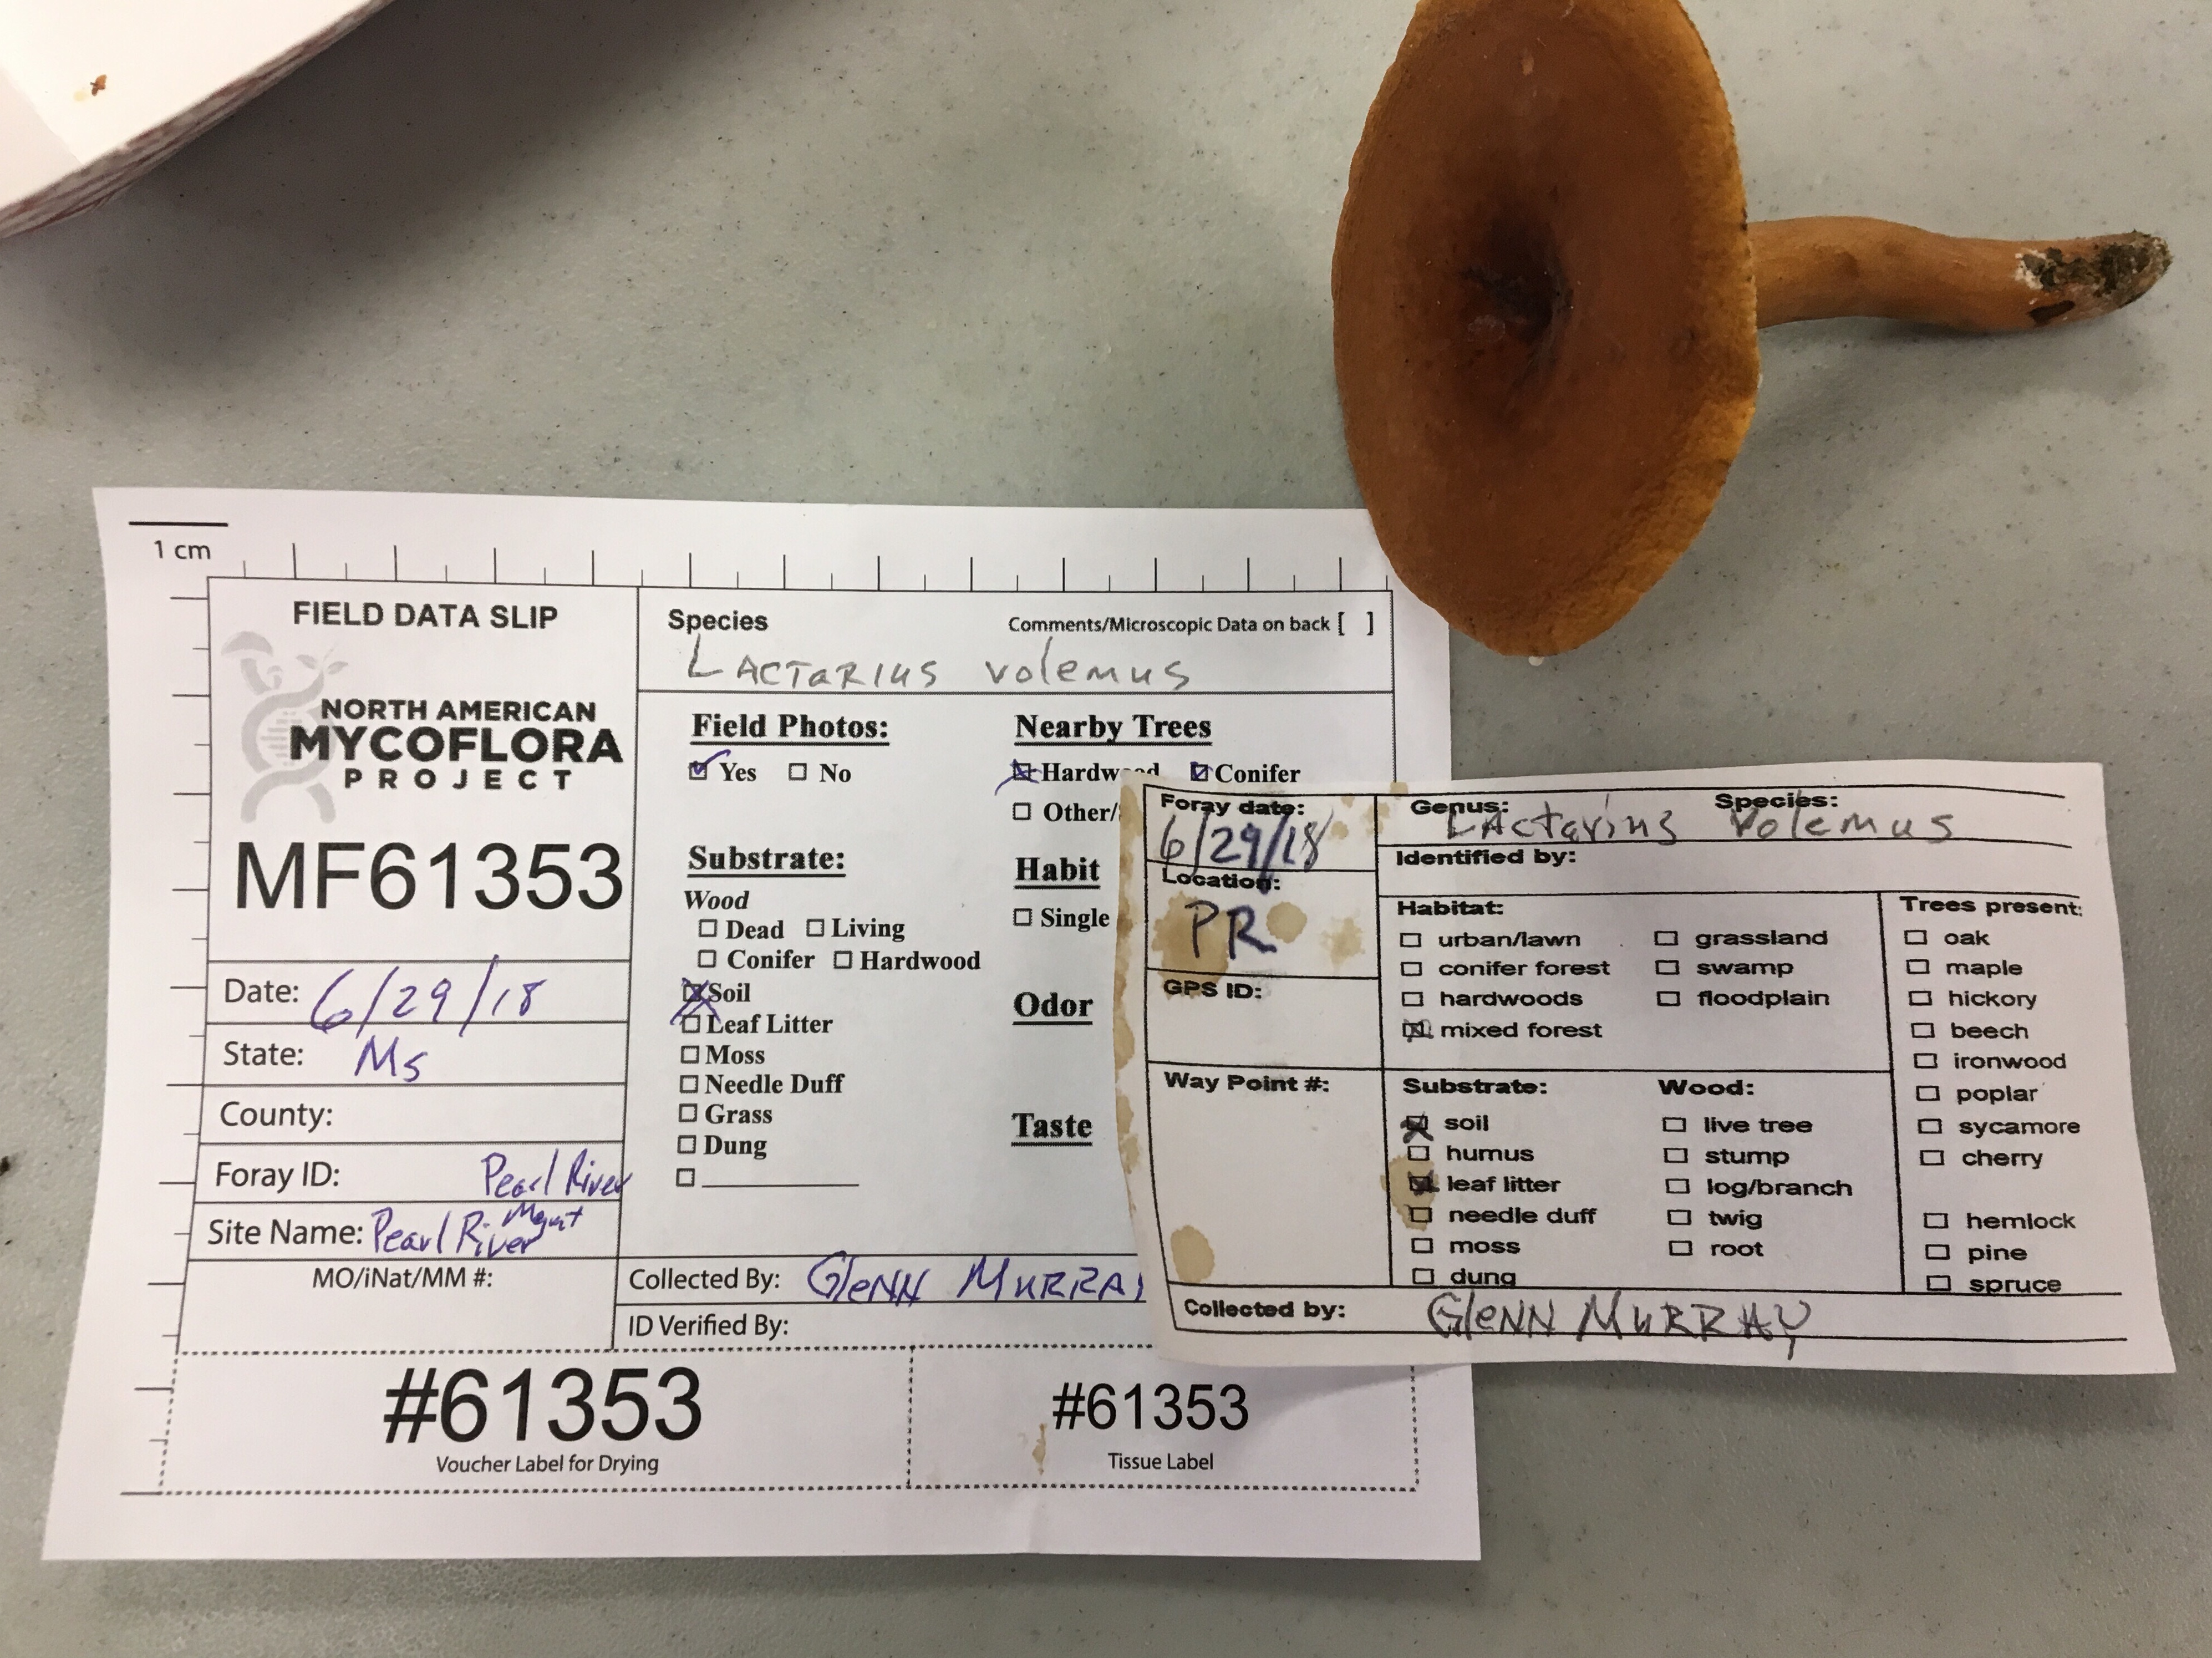 1 cm
FIELD DATA SLIP
NORTH AMERICAN
MYCOFLORA
PROJECT
MF61353
Date: 6/29/18
State: Ms
County:
Foray ID: Pearl River
Site Name: Pearl River Mgmt
MO/iNat/MM #:
Species
Comments/Microscopic Data on back [ ]
Lactarius volemus
Field Photos:
Yes No
Substrate:
Wood
Dead Living
Conifer Hardwood
Soil
Leaf Litter
Moss
Needle Duff
Grass
Dung
Nearby Trees
Hardwood Conifer
Other/
Habit
Single
Odor
Taste
Collected By: Glenn Murray
ID Verified By:
#61353
Voucher Label for Drying
#61353
Tissue Label
Foray date:
6/29/18
Location:
PR
GPS ID:
Way Point #:
Genus: Species:
Lactarius Volemus
Identified by:
Habitat:
urban/lawn grassland
conifer forest swamp
hardwoods floodplain
mixed forest
Substrate: Wood:
soil live tree
humus stump
leaf litter log/branch
needle duff twig
moss root
dung
Trees present:
oak
maple
hickory
beech
ironwood
poplar
sycamore
cherry
hemlock
pine
spruce
Collected by: Glenn Murray